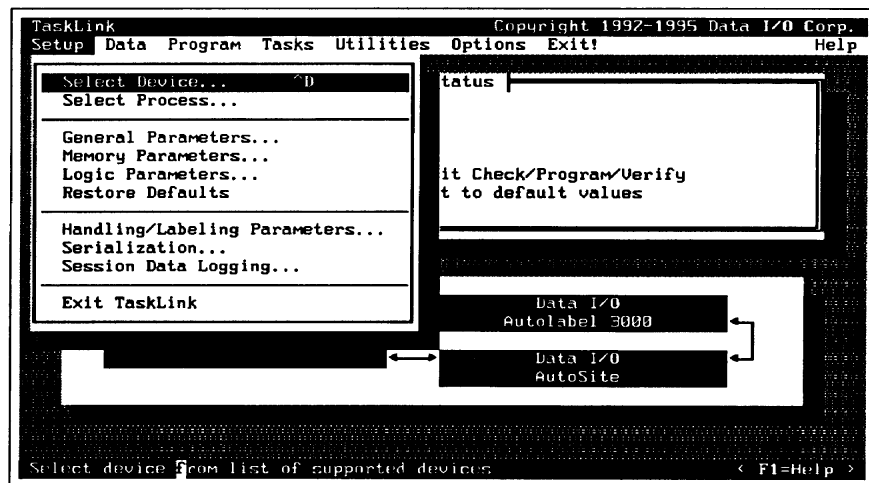 TaskLink Copyright 1992-1995 Data I/O Corp.
Setup Data Program Tasks Utilities Options Exit! Help
Select Device... ^D
Select Process...
General Parameters...
Memory Parameters...
Logic Parameters...
Restore Defaults
Handling/Labeling Parameters...
Serialization...
Session Data Logging...
Exit TaskLink
tatus
it Check/Program/Verify
t to default values
Data I/O
Autolabel 3000
Data I/O
AutoSite
Select device from list of supported devices < F1=Help >